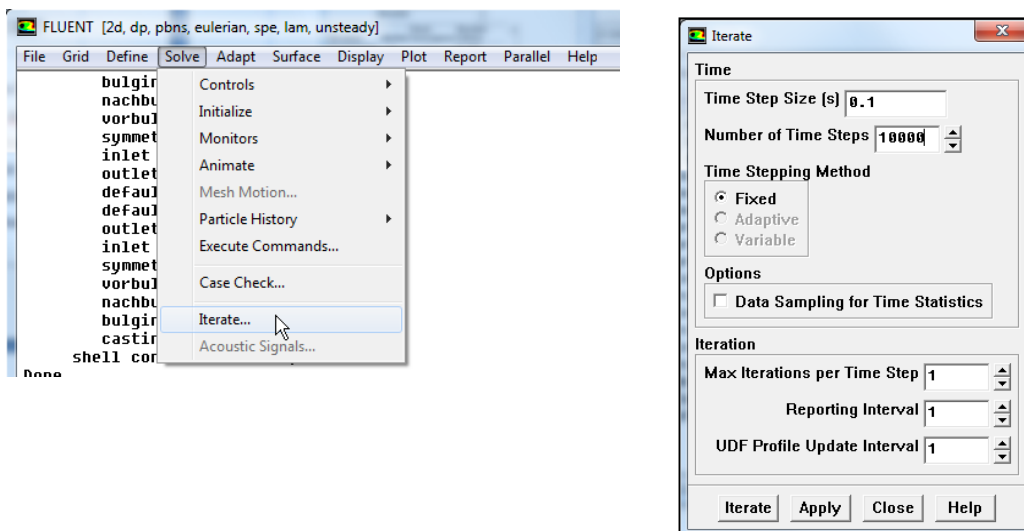 FLUENT [2d, dp, pbns, eulerian, spe, lam, unsteady]
File Grid Define Solve Adapt Surface Display Plot Report Parallel Help
bulgin
nachbu
vorbul
symmet
inlet
outlet
defaul
defaul
outlet
inlet
symmet
vorbul
nachbu
bulgin
castin
shell con
Done
Controls
Initialize
Monitors
Animate
Mesh Motion...
Particle History
Execute Commands...
Case Check...
Iterate...
Acoustic Signals...
Iterate
Time
Time Step Size (s) 0.1
Number of Time Steps 10000
Time Stepping Method
Fixed
Adaptive
Variable
Options
Data Sampling for Time Statistics
Iteration
Max Iterations per Time Step 1
Reporting Interval 1
UDF Profile Update Interval 1
Iterate Apply Close Help